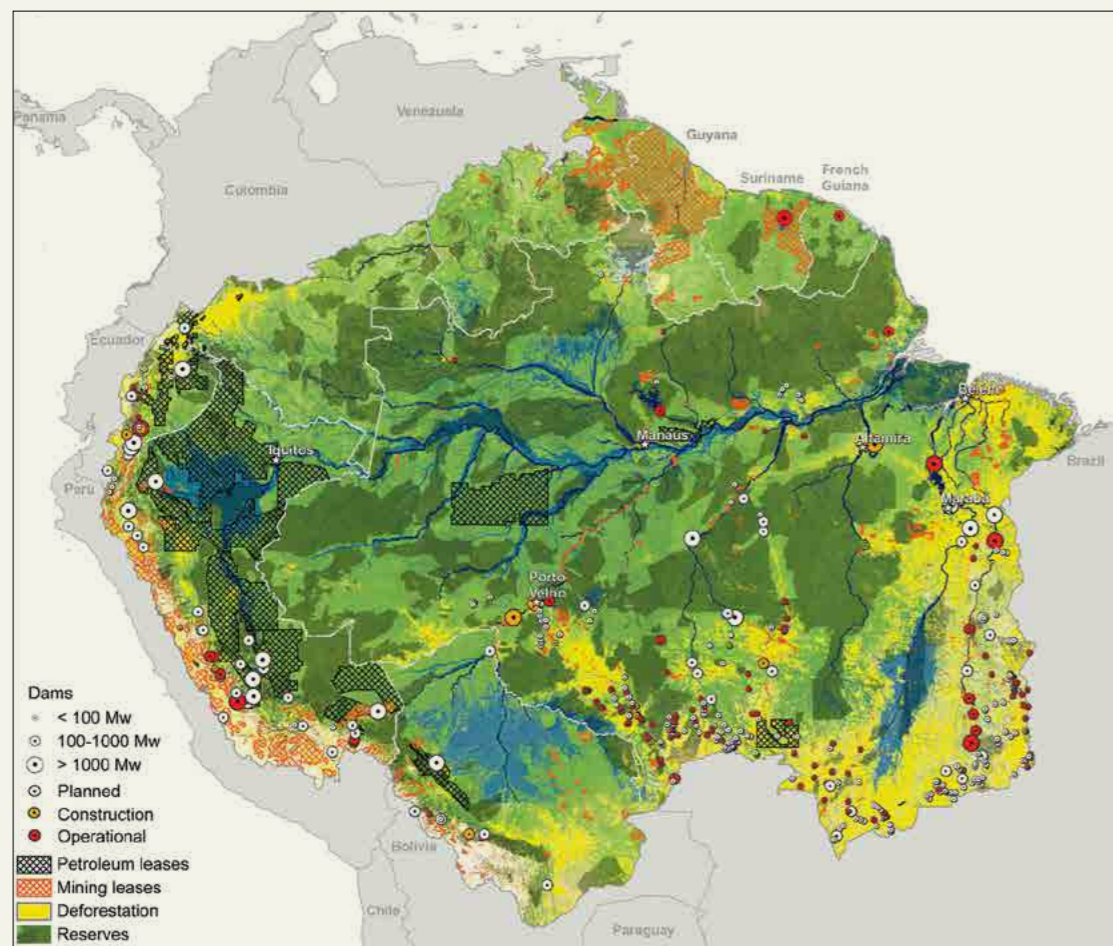 Panama
Venezuela
Guyana
Suriname
French
Guiana
Colombia
Ecuador
Belém
Manaus
Altamira
Iquitos
Brazil
Perú
Marabá
Porto
Velho
Dams
< 100 Mw
100-1000 Mw
> 1000 Mw
Planned
Construction
Operational
Petroleum leases
Mining leases
Deforestation
Reserves
Bolivia
Chile
Paraguay